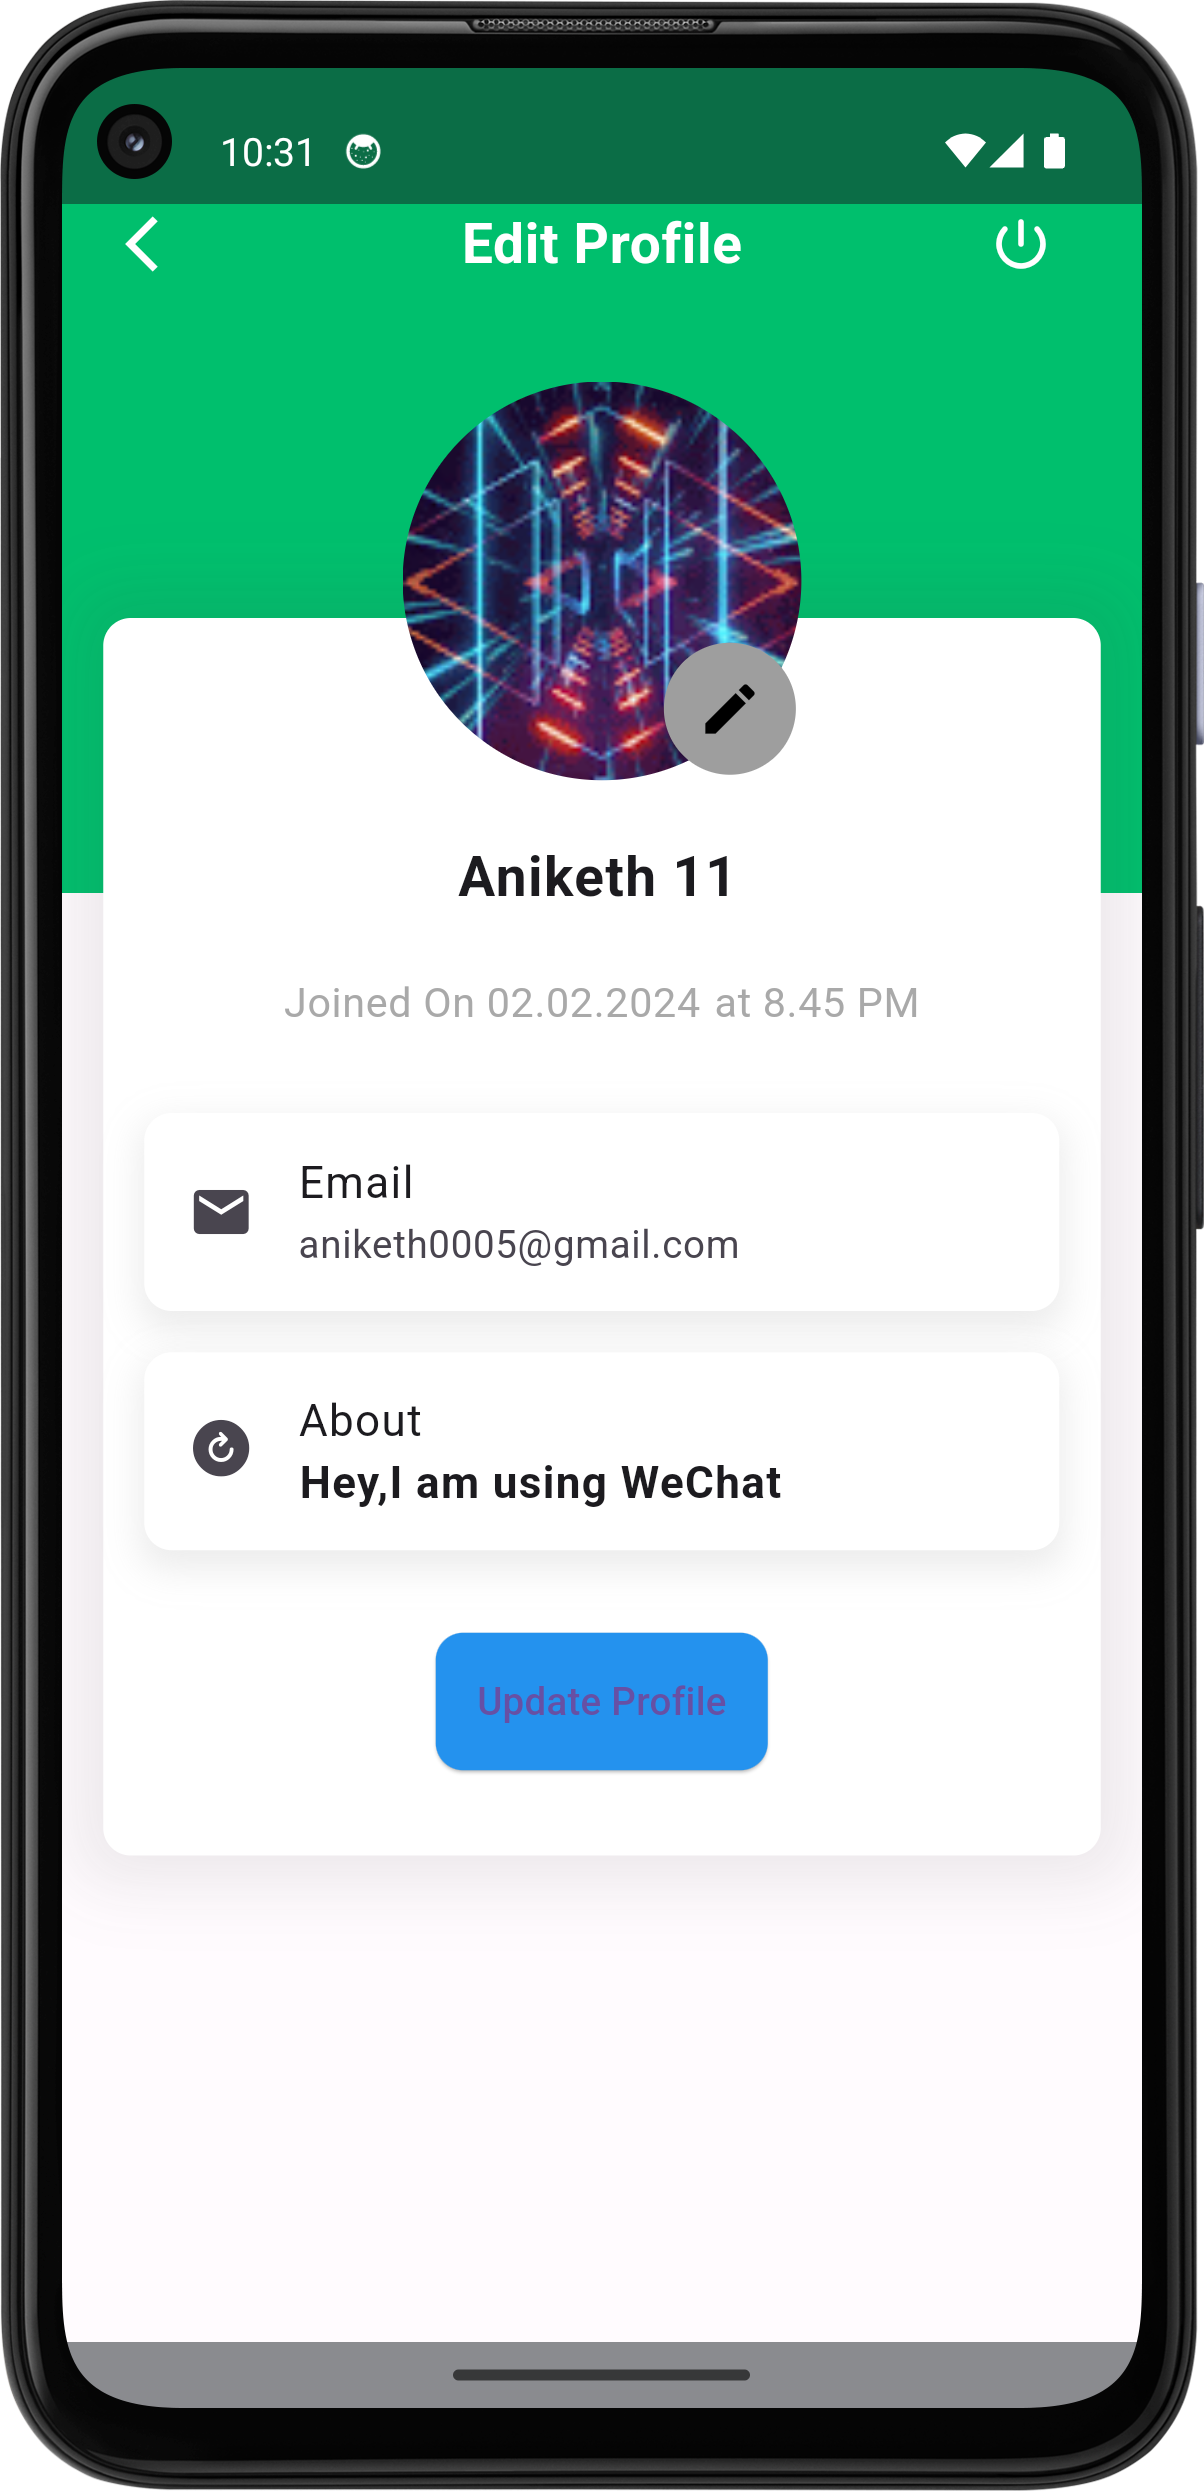 10:31
Edit Profile
Aniketh 11
Joined On 02.02.2024 at 8.45 PM
Email
aniketh0005@gmail.com
About
Hey,I am using WeChat
Update Profile